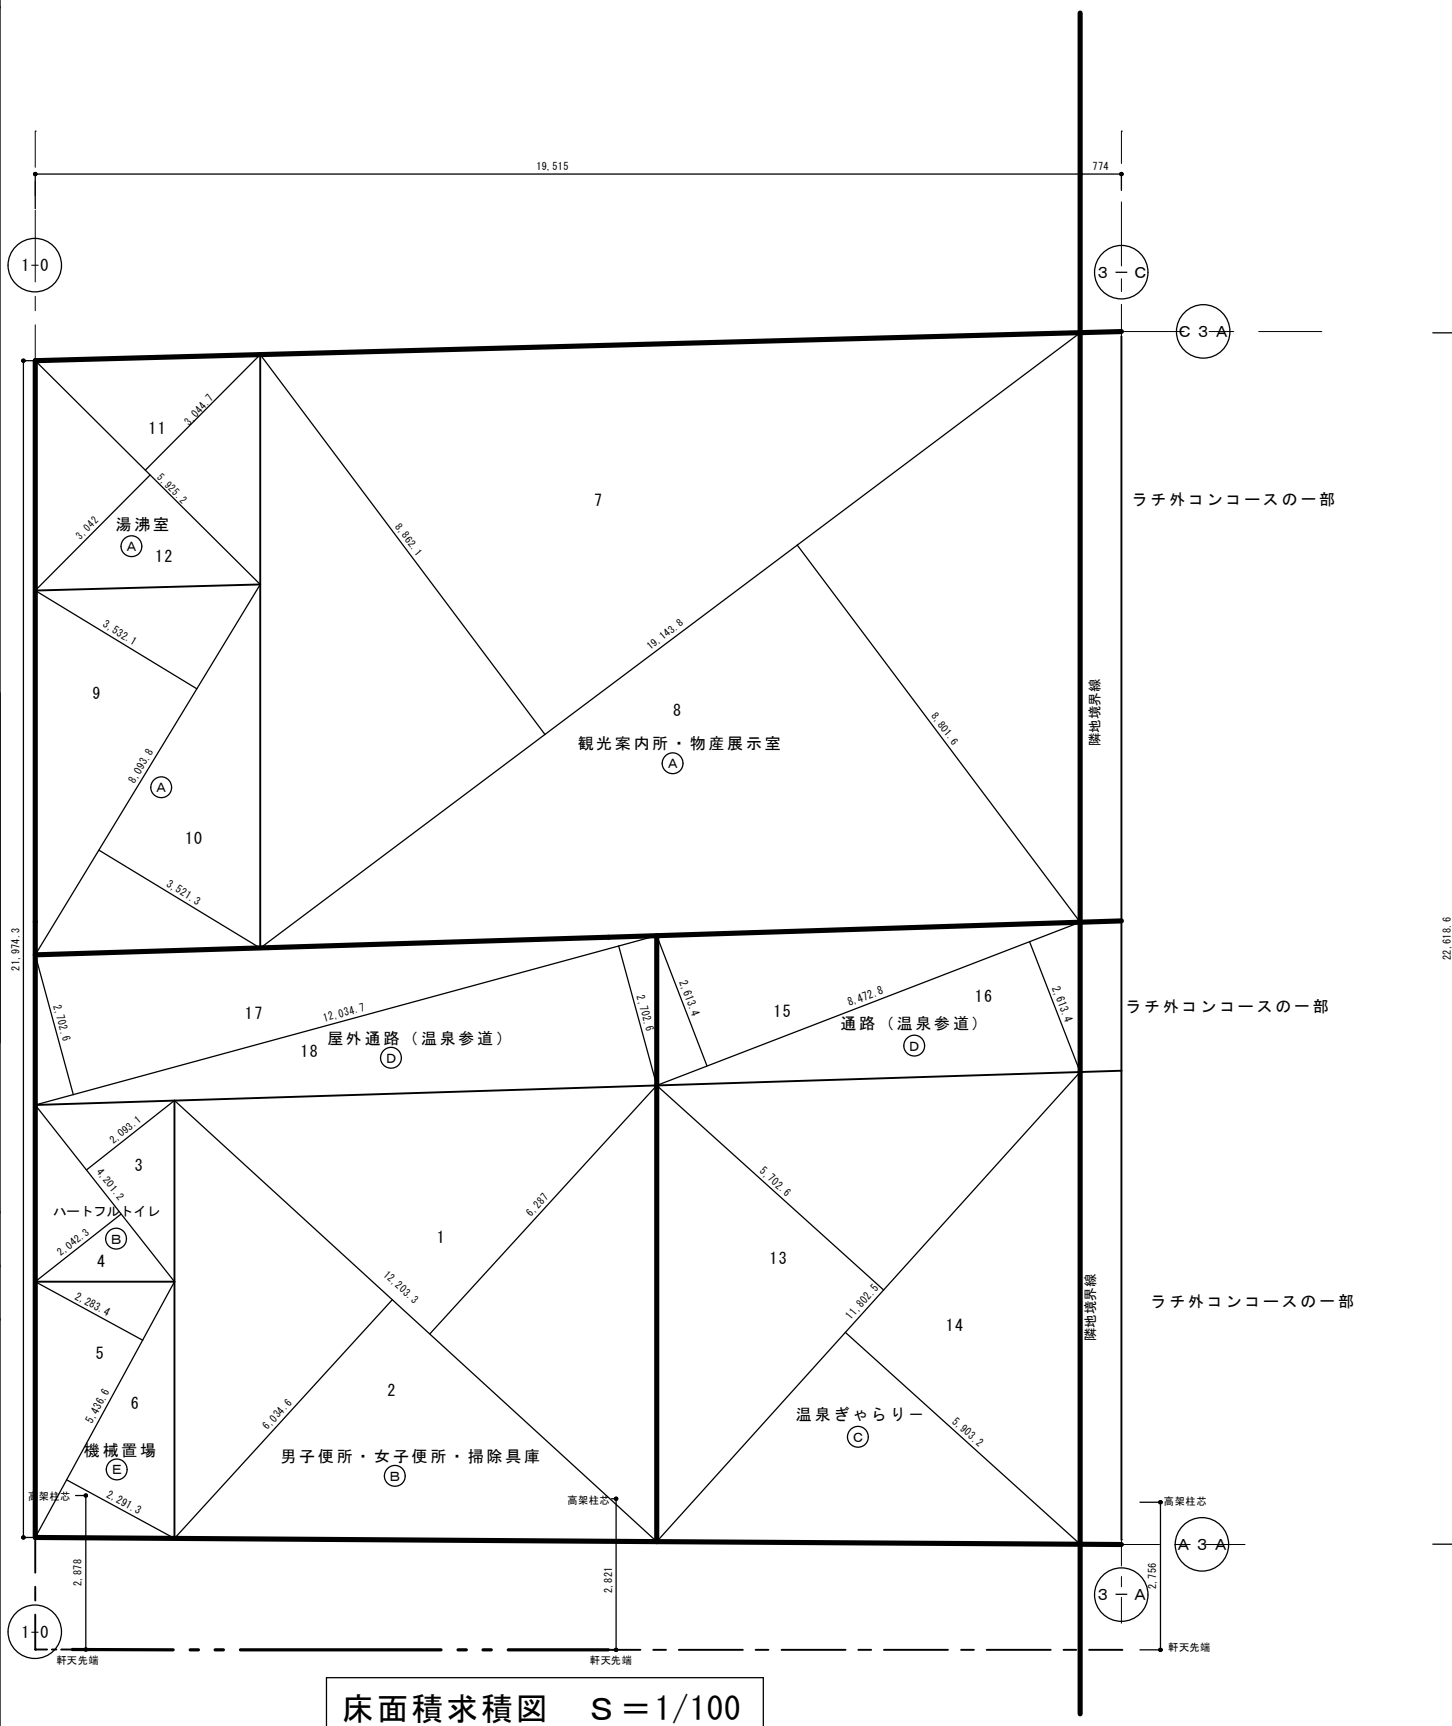 19,515
774
1-0
3-C
C3A
11
3,044.7
5,925.2
3,042
湯沸室
A
12
7
8,862.1
19,143.8
ラチ外コンコースの一部
3,532.1
9
8,093.8
A
10
3,521.3
8
観光案内所・物産展示室
A
8,801.6
隣地境界線
21,974.3
22,618.6
2,702.6
17
12,034.7
18
屋外通路（温泉参道）
D
2,702.6
2,613.4
15
8,472.8
16
通路（温泉参道）
D
2,613.4
ラチ外コンコースの一部
2,093.1
3
4,201.2
ハートフルトイレ
B
2,042.3
4
2,283.4
5
5,436.6
6
機械置場
E
2,291.3
1
6,287
12,203.3
2
6,034.6
男子便所・女子便所・掃除具庫
B
5,702.6
13
11,802.5
14
温泉ぎゃらりー
C
5,903.2
隣地境界線
ラチ外コンコースの一部
高架柱芯
高架柱芯
高架柱芯
2,878
2,821
2,756
A3A
3-A
1-0
軒天先端
軒天先端
軒天先端
床面積求積図 S=1/100